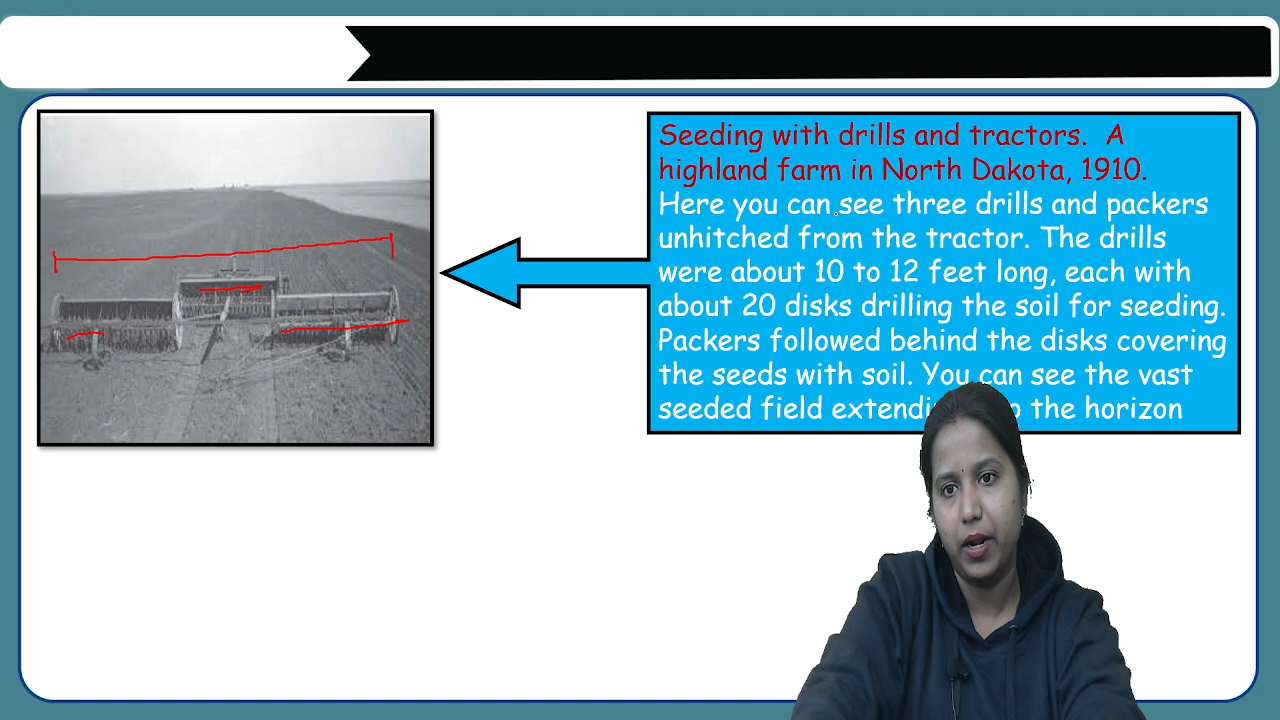 Seeding with drills and tractors. A
highland farm in North Dakota, 1910.
Here you can see three drills and packers
unhitched from the tractor. The drills
were about 10 to 12 feet long, each with
about 20 disks drilling the soil for seeding.
Packers followed behind the disks covering
the seeds with soil. You can see the vast
seeded field the horizon